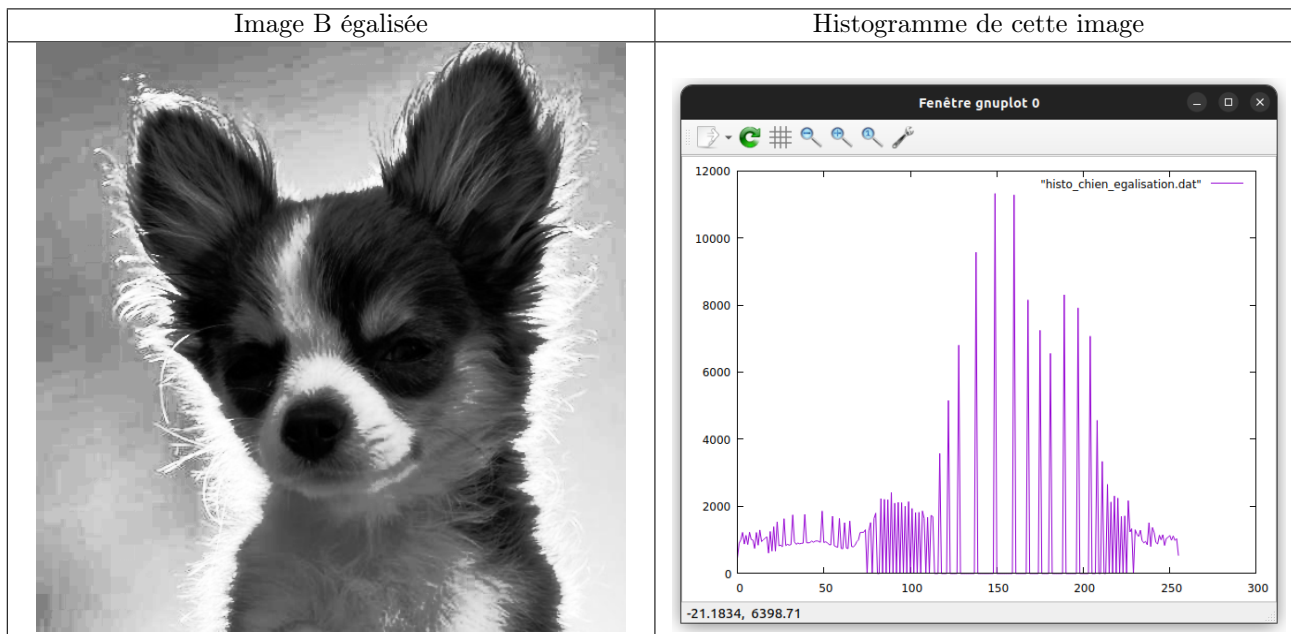 Image B égalisée
Histogramme de cette image
Fenêtre gnuplot 0
12000
"histo_chien_egalisation.dat"
10000
8000
6000
4000
2000
0
0 50 100 150 200 250 300
-21.1834, 6398.71